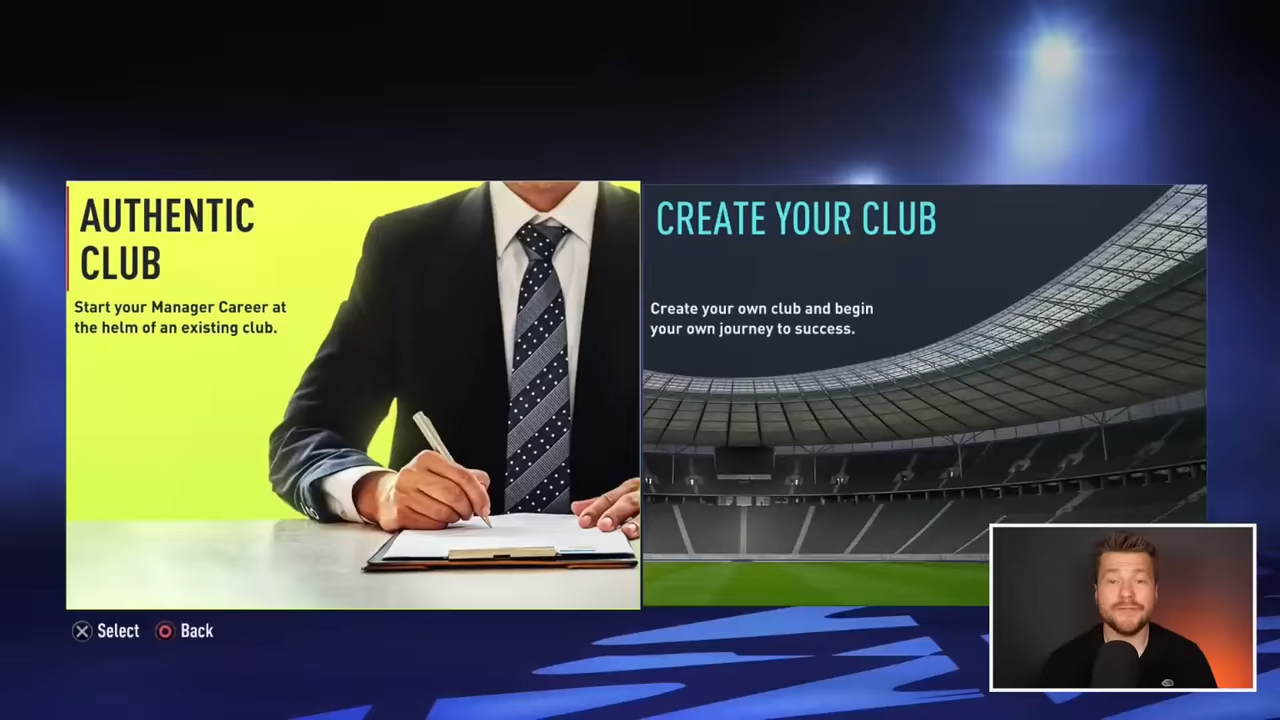 AUTHENTIC
CLUB
Start your Manager Career at
the helm of an existing club.
CREATE YOUR CLUB
Create your own club and begin
your own journey to success.
Select
Back